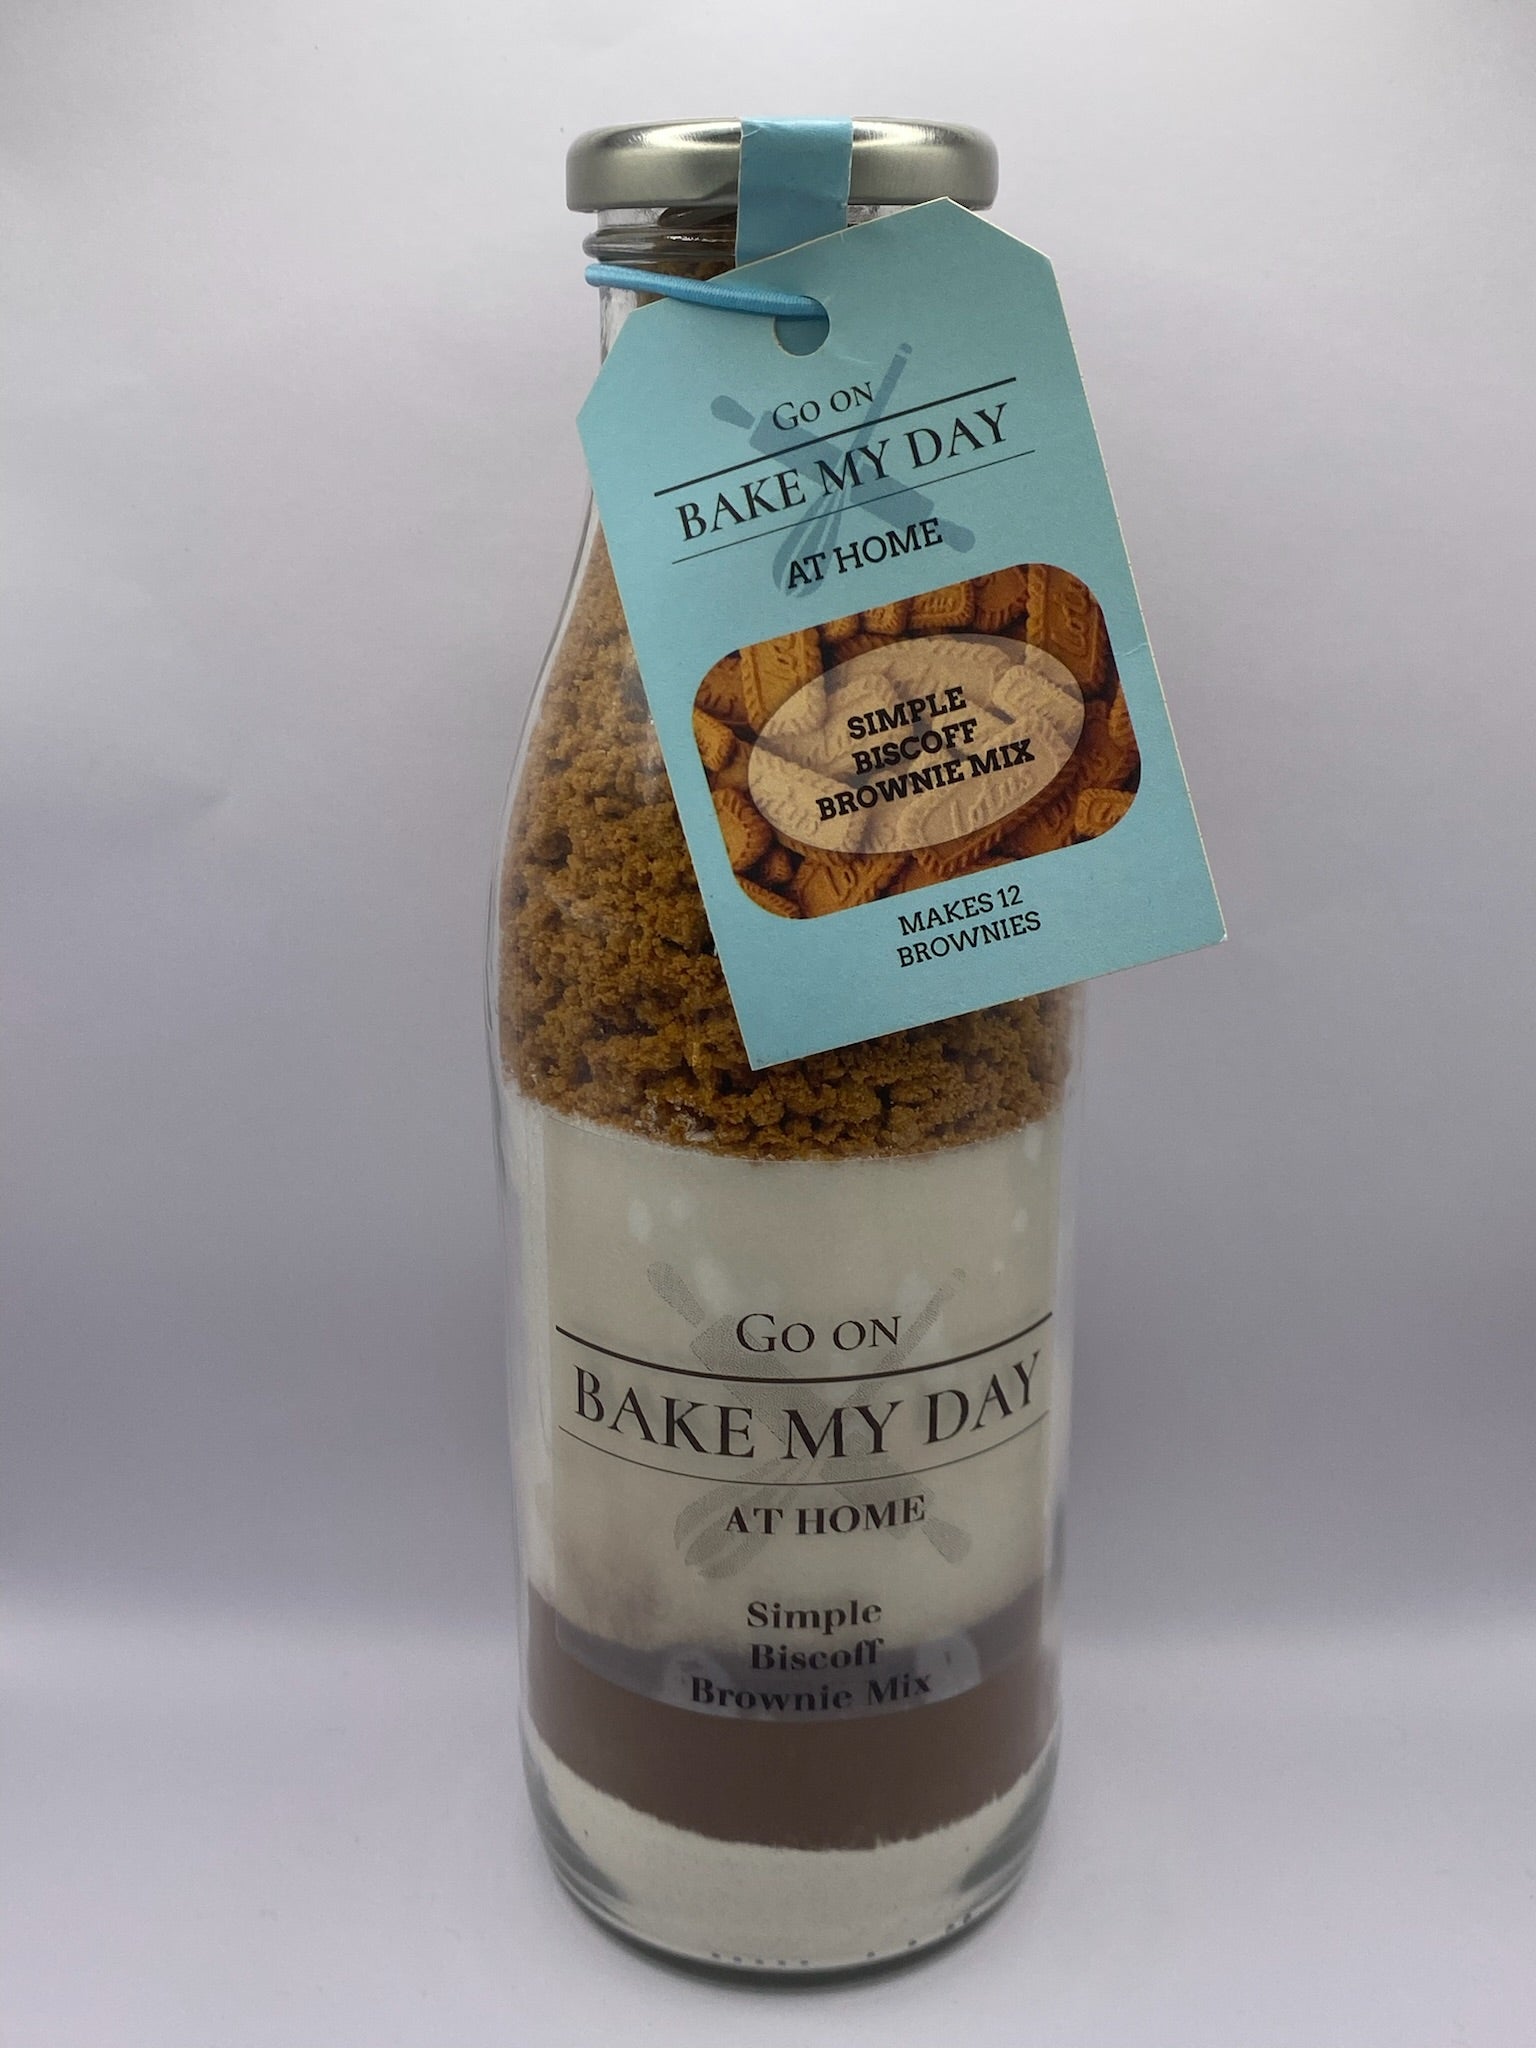 GO ON
BAKE MY DAY
AT HOME
SIMPLE
BISCOFF
BROWNIE MIX
MAKES 12
BROWNIES
GO ON
BAKE MY DAY
AT HOME
Simple
Biscoff
Brownie Mix